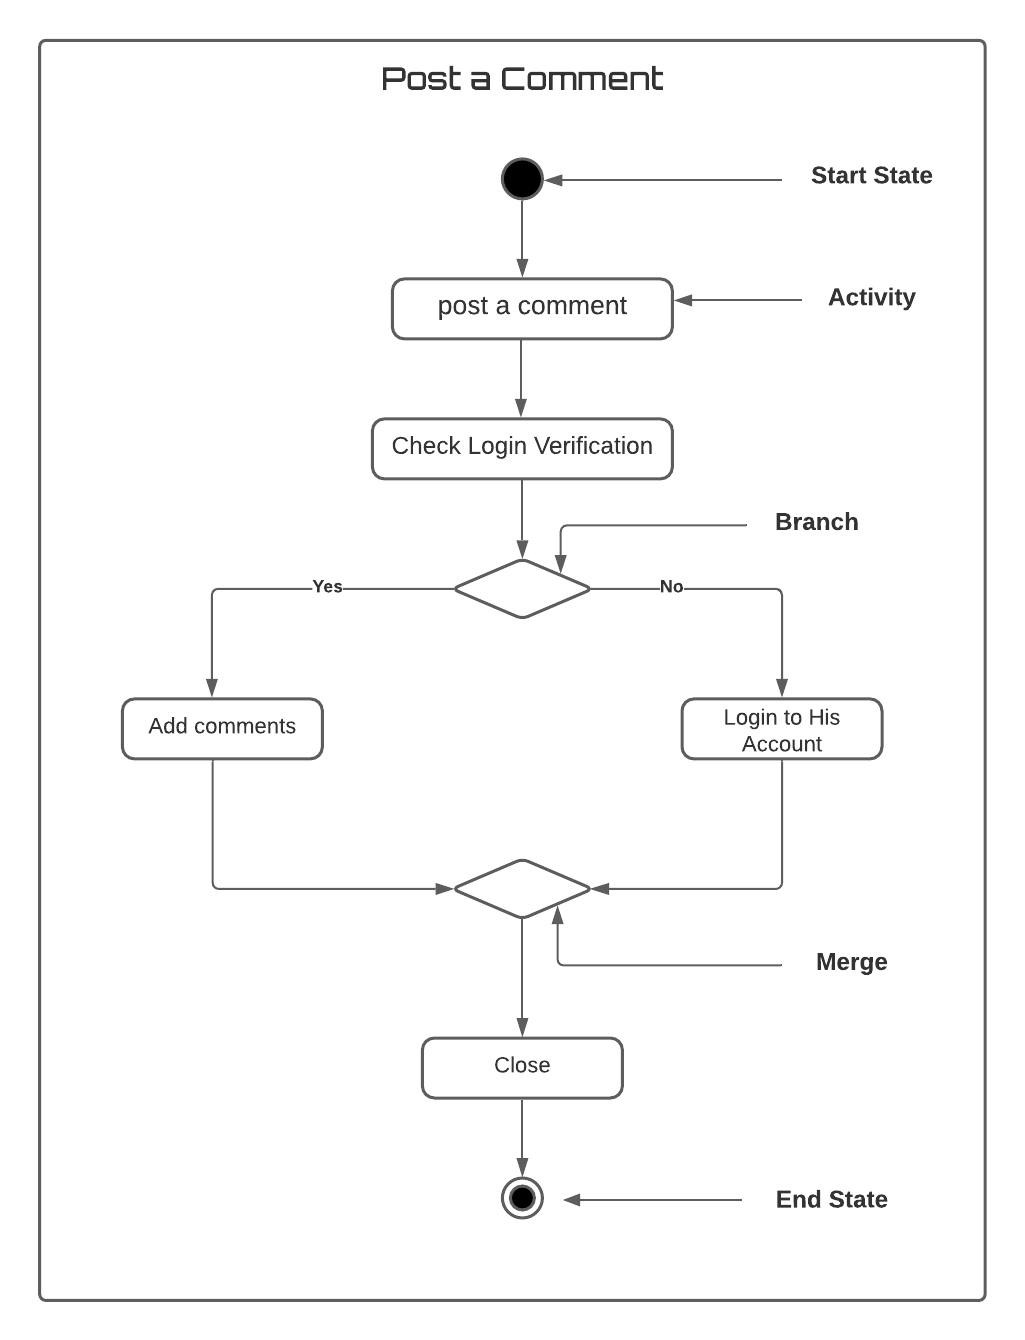 Post a Comment
Start State
post a comment
Activity
Check Login Verification
Branch
Yes
No
Add comments
Login to His
Account
Merge
Close
End State